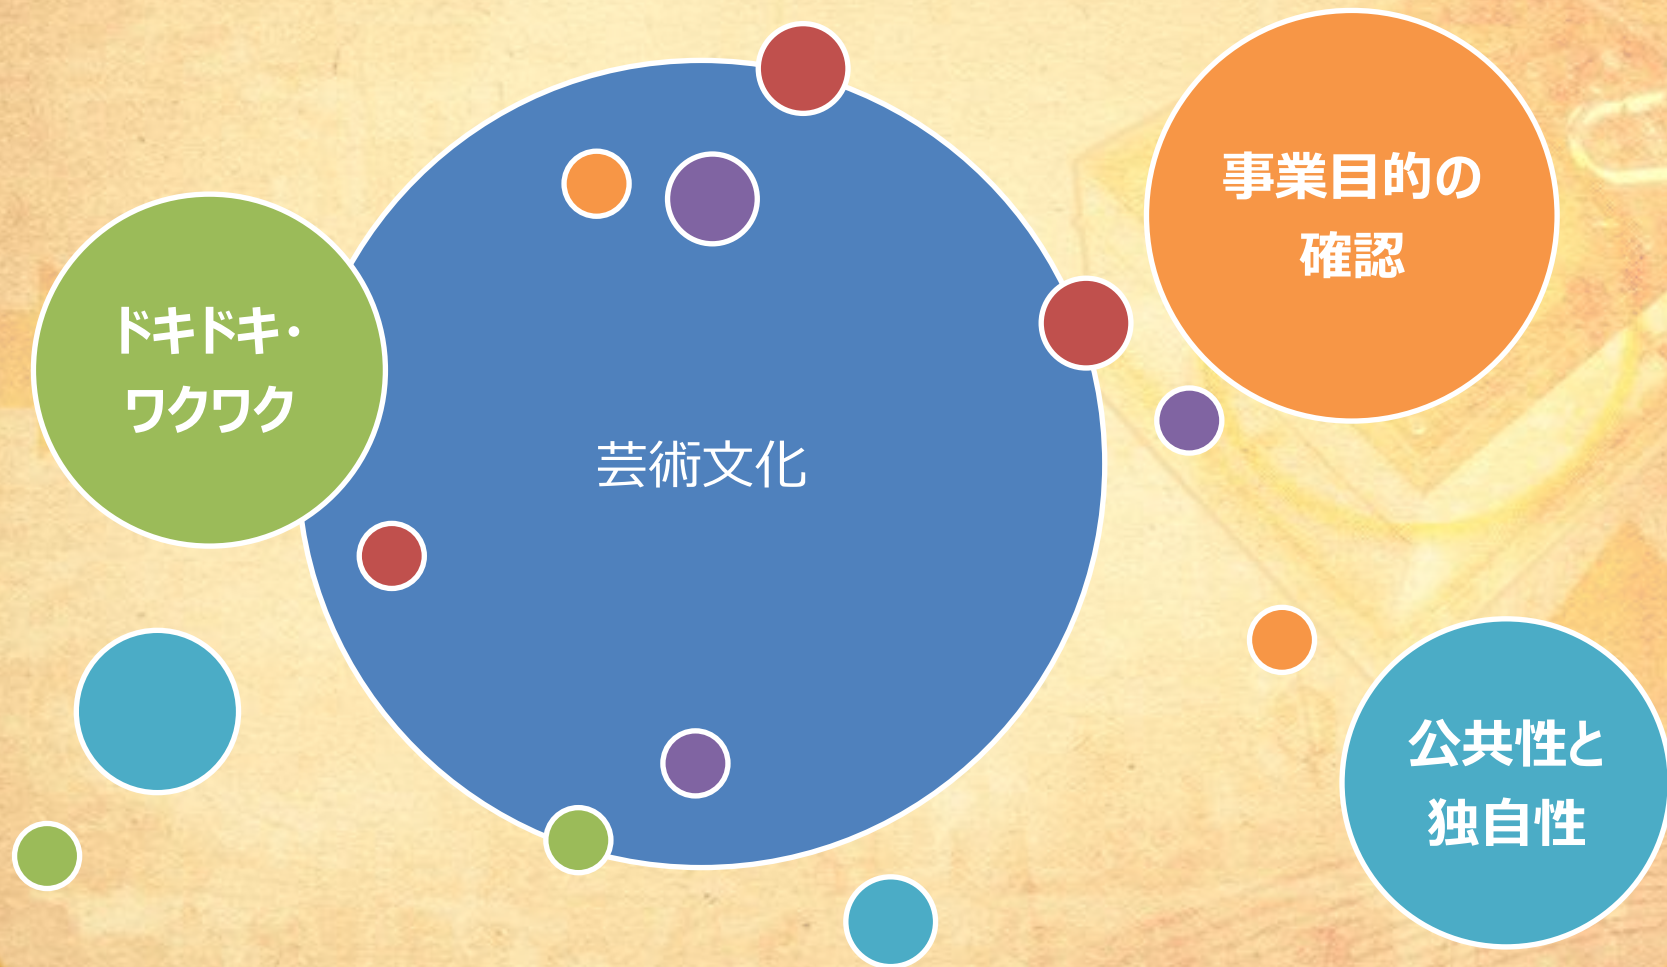 事業目的の
確認
ドキドキ・
ワクワク
芸術文化
公共性と
独自性